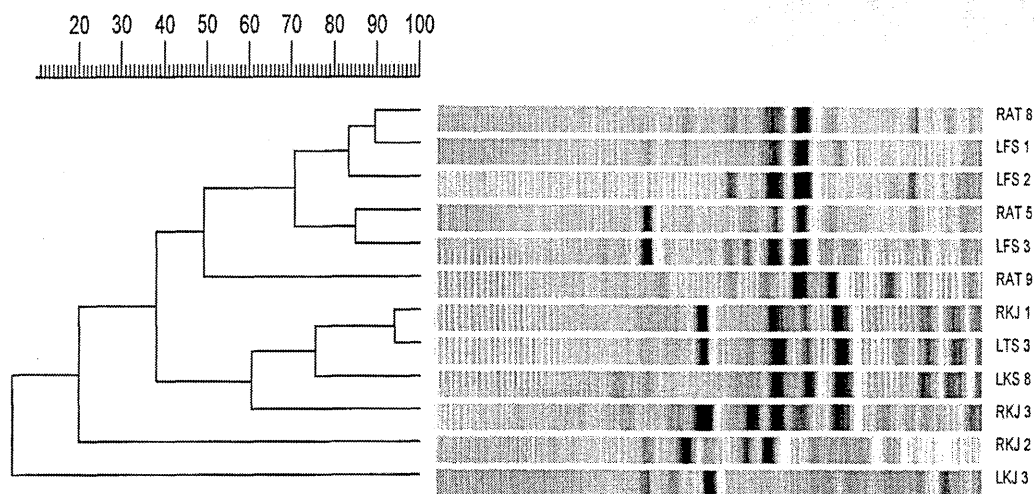 20 30 40 50 60 70 80 90 100
RAT 8
LFS 1
LFS 2
RAT 5
LFS 3
RAT 9
RKJ 1
LTS 3
LKS 8
RKJ 3
RKJ 2
LKJ 3